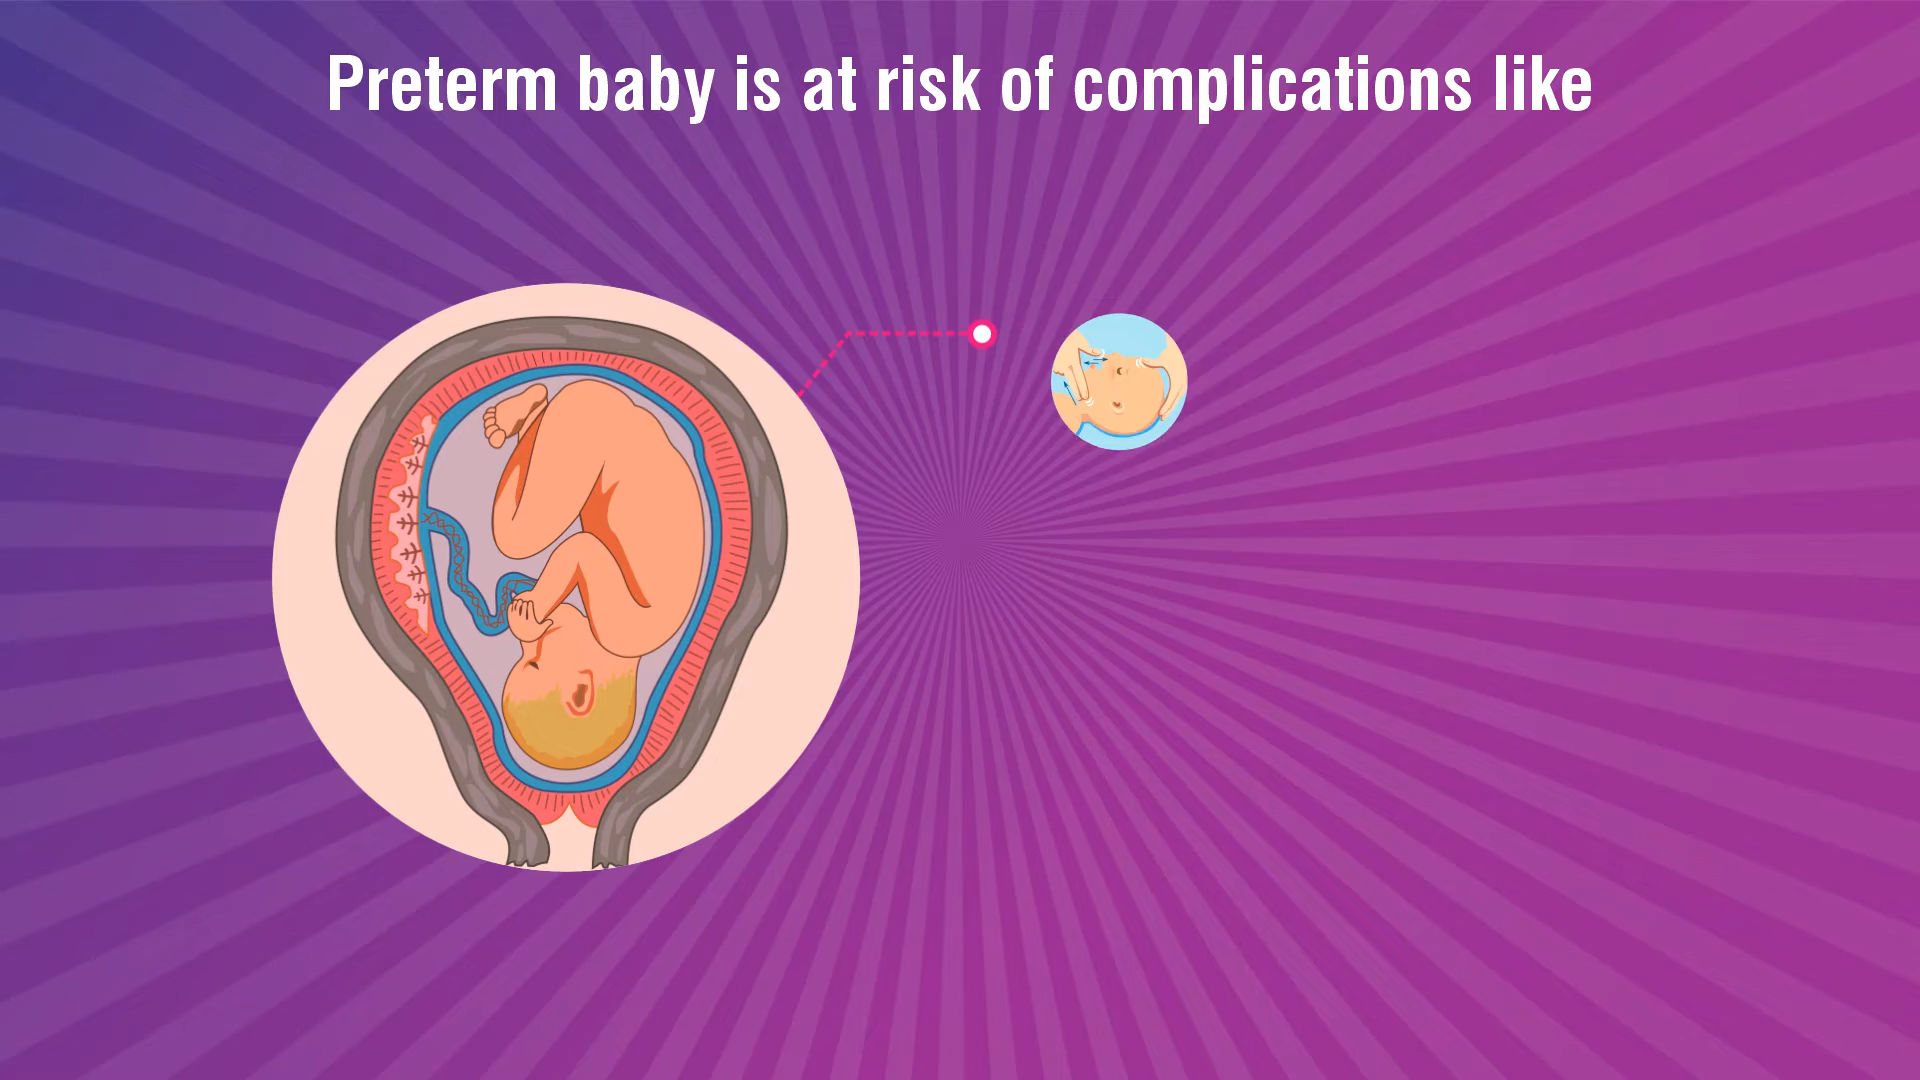 Preterm baby is at risk of complications like